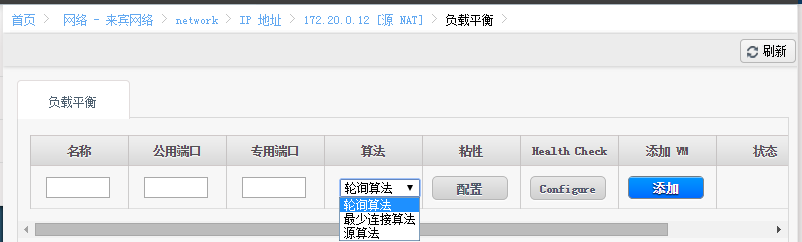 首页 网络 - 来宾网络 network IP 地址 172.20.0.12 [源 NAT] 负载平衡
刷新
负载平衡
名称 公用端口 专用端口 算法 粘性 Health Check 添加 VM 状态
轮询算法 配置 Configure 添加
轮询算法
最少连接算法
源算法